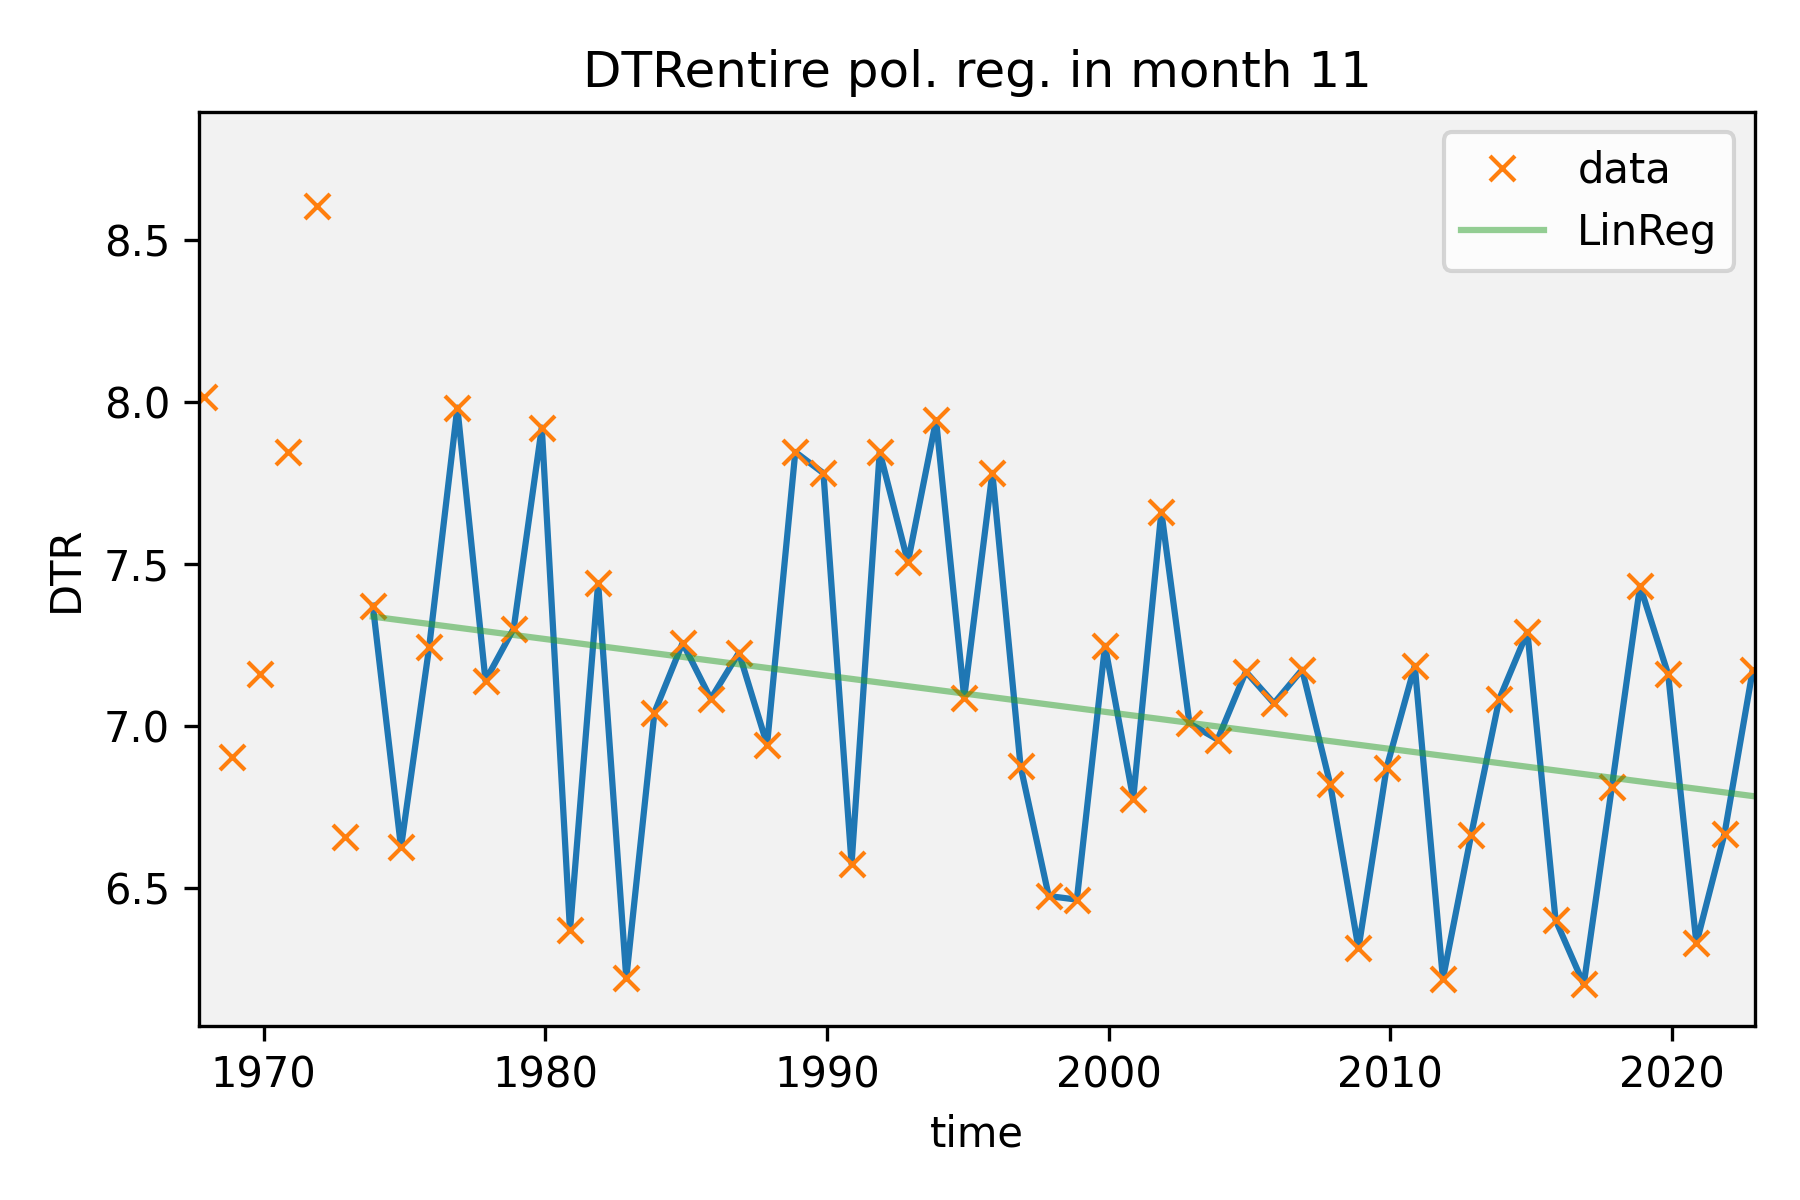 DTRentire pol. reg. in month 11
data
LinReg
8.5
8.0
7.5
7.0
6.5
DTR
1970 1980 1990 2000 2010 2020
time